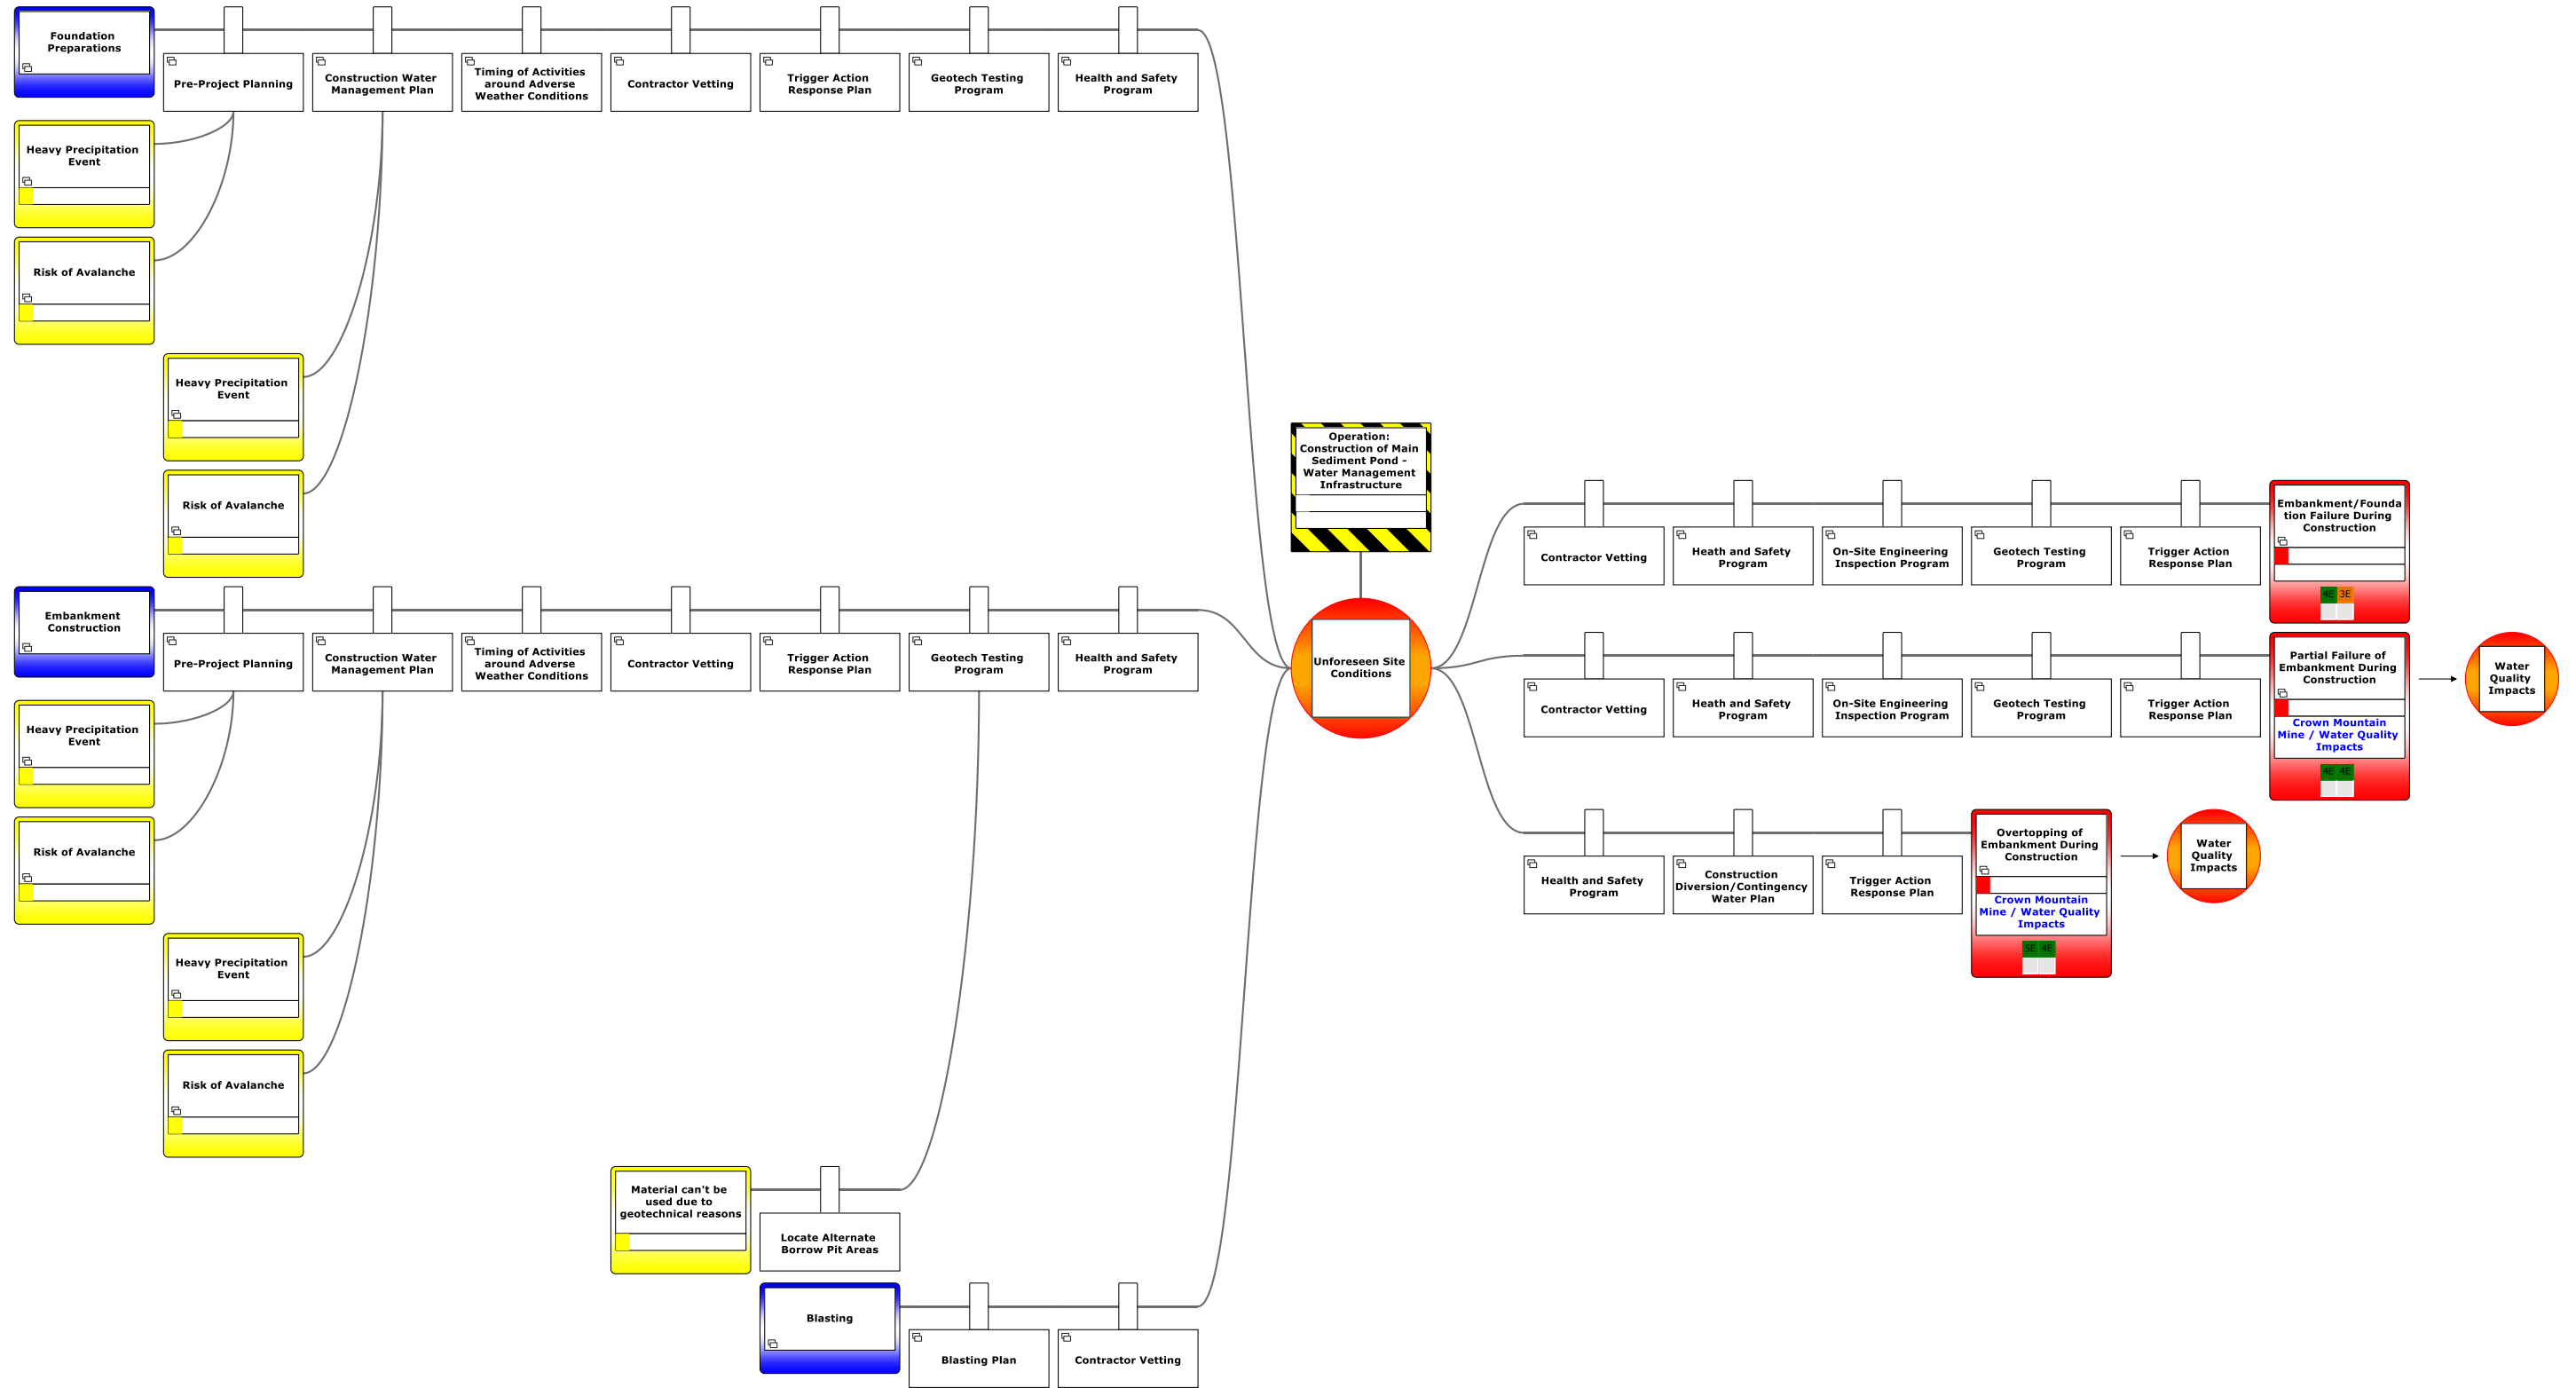 Foundation
Preparations
Pre-Project Planning
Construction Water
Management Plan
Timing of Activities
around Adverse
Weather Conditions
Contractor Vetting
Trigger Action
Response Plan
Geotech Testing
Program
Health and Safety
Program
Heavy Precipitation
Event
Risk of Avalanche
Heavy Precipitation
Event
Risk of Avalanche
Embankment
Construction
Pre-Project Planning
Construction Water
Management Plan
Timing of Activities
around Adverse
Weather Conditions
Contractor Vetting
Trigger Action
Response Plan
Geotech Testing
Program
Health and Safety
Program
Heavy Precipitation
Event
Risk of Avalanche
Heavy Precipitation
Event
Risk of Avalanche
Material can't be
used due to
geotechnical reasons
Locate Alternate
Borrow Pit Areas
Blasting
Blasting Plan
Contractor Vetting
Operation:
Construction of Main
Sediment Pond -
Water Management
Infrastructure
Unforeseen Site
Conditions
Contractor Vetting
Heath and Safety
Program
On-Site Engineering
Inspection Program
Geotech Testing
Program
Trigger Action
Response Plan
Embankment/Founda
tion Failure During
Construction
4E 3E
Contractor Vetting
Heath and Safety
Program
On-Site Engineering
Inspection Program
Geotech Testing
Program
Trigger Action
Response Plan
Partial Failure of
Embankment During
Construction
Crown Mountain
Mine / Water Quality
Impacts
4E 4E
Water
Quality
Impacts
Health and Safety
Program
Construction
Diversion/Contingency
Water Plan
Trigger Action
Response Plan
Overtopping of
Embankment During
Construction
Crown Mountain
Mine / Water Quality
Impacts
5E 4E
Water
Quality
Impacts